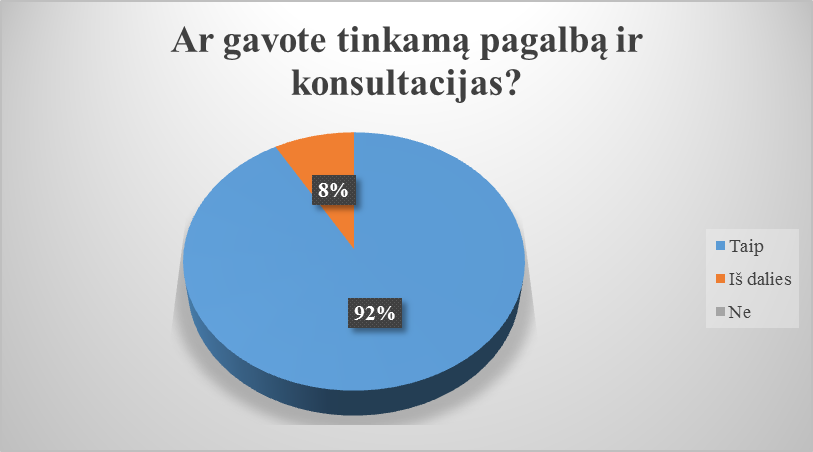 Ar gavote tinkamą pagalbą ir
konsultacijas?
8%
92%
Taip
Iš dalies
Ne